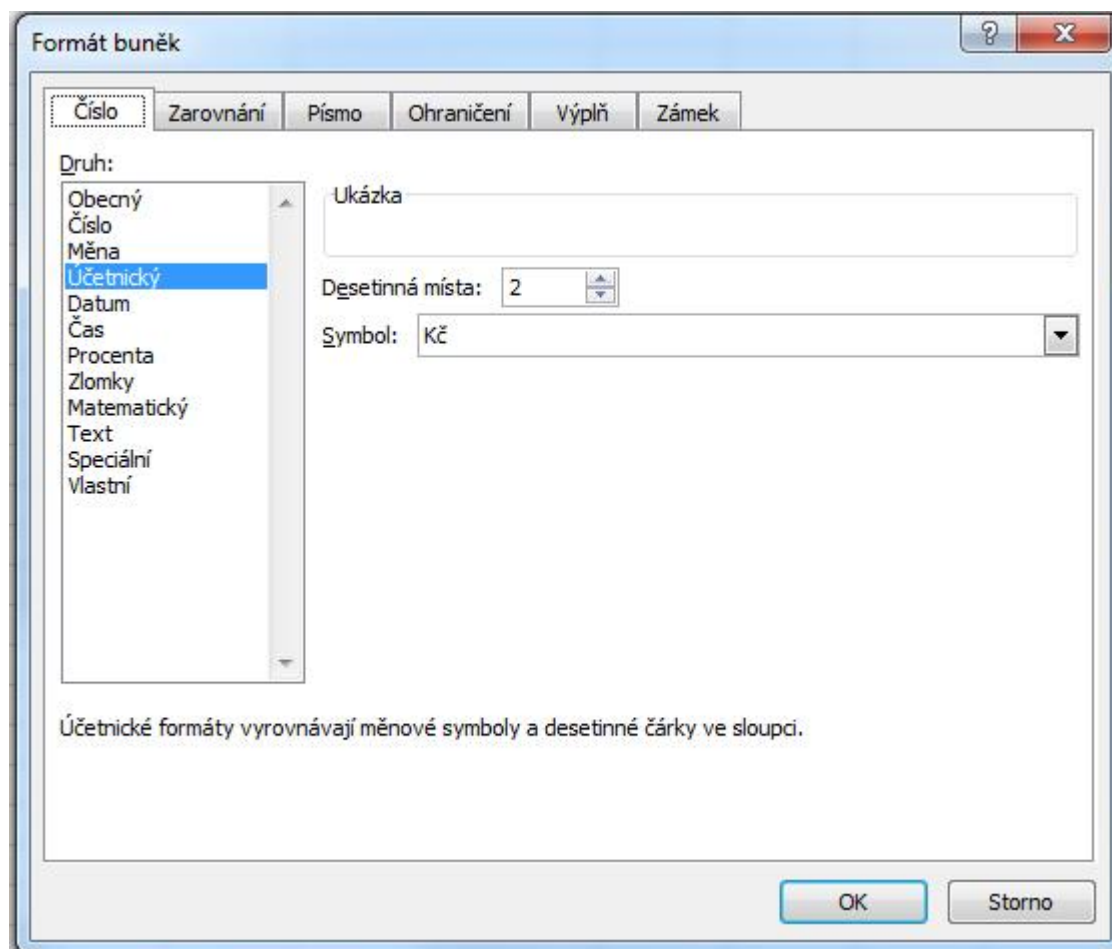 Formát buněk
Číslo Zarovnání Písmo Ohraničení Výplň Zámek
Druh:
Obecný
Číslo
Měna
Účetnický
Datum
Čas
Procenta
Zlomky
Matematický
Text
Speciální
Vlastní
Ukázka
Desetinná místa: 2
Symbol: Kč
Účetnické formáty vyrovnávají měnové symboly a desetinné čárky ve sloupci.
OK Storno